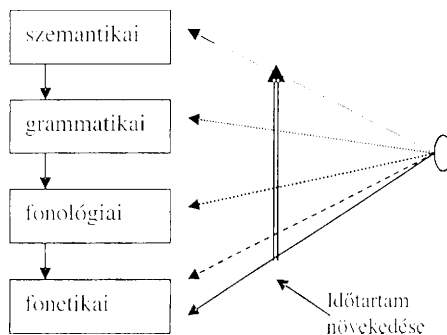 szemantikai
grammatikai
fonológiai
fonetikai
Időtartam
növekedése